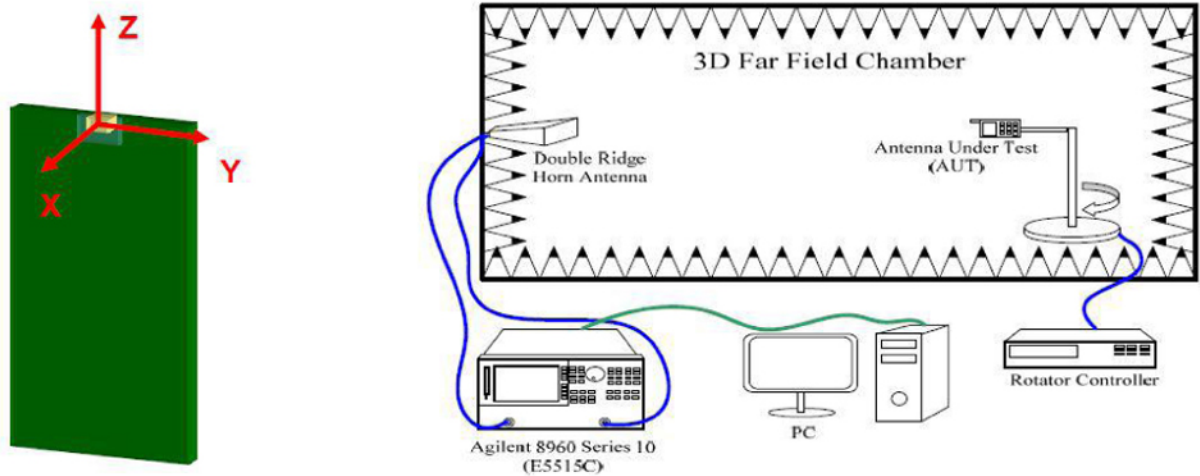 Z
Y
X
3D Far Field Chamber
Double Ridge
Horn Antenna
Antenna Under Test
(AUT)
Agilent 8960 Series 10
(E5515C)
PC
Rotator Controller